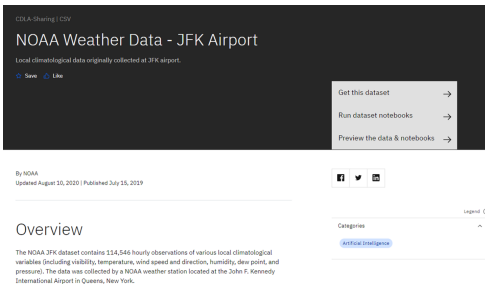 CDLA-Sharing | CSV
NOAA Weather Data - JFK Airport
Local climatological data originally collected at JFK airport.
Save Like
Get this dataset
Run dataset notebooks
Preview the data & notebooks
By NOAA
Updated August 10, 2020 | Published July 15, 2019
Legend
Categories
Artificial Intelligence
Overview
The NOAA JFK dataset contains 114,546 hourly observations of various local climatological
variables (including visibility, temperature, wind speed and direction, humidity, dew point, and
pressure). The data was collected by a NOAA weather station located at the John F. Kennedy
International Airport in Queens, New York.